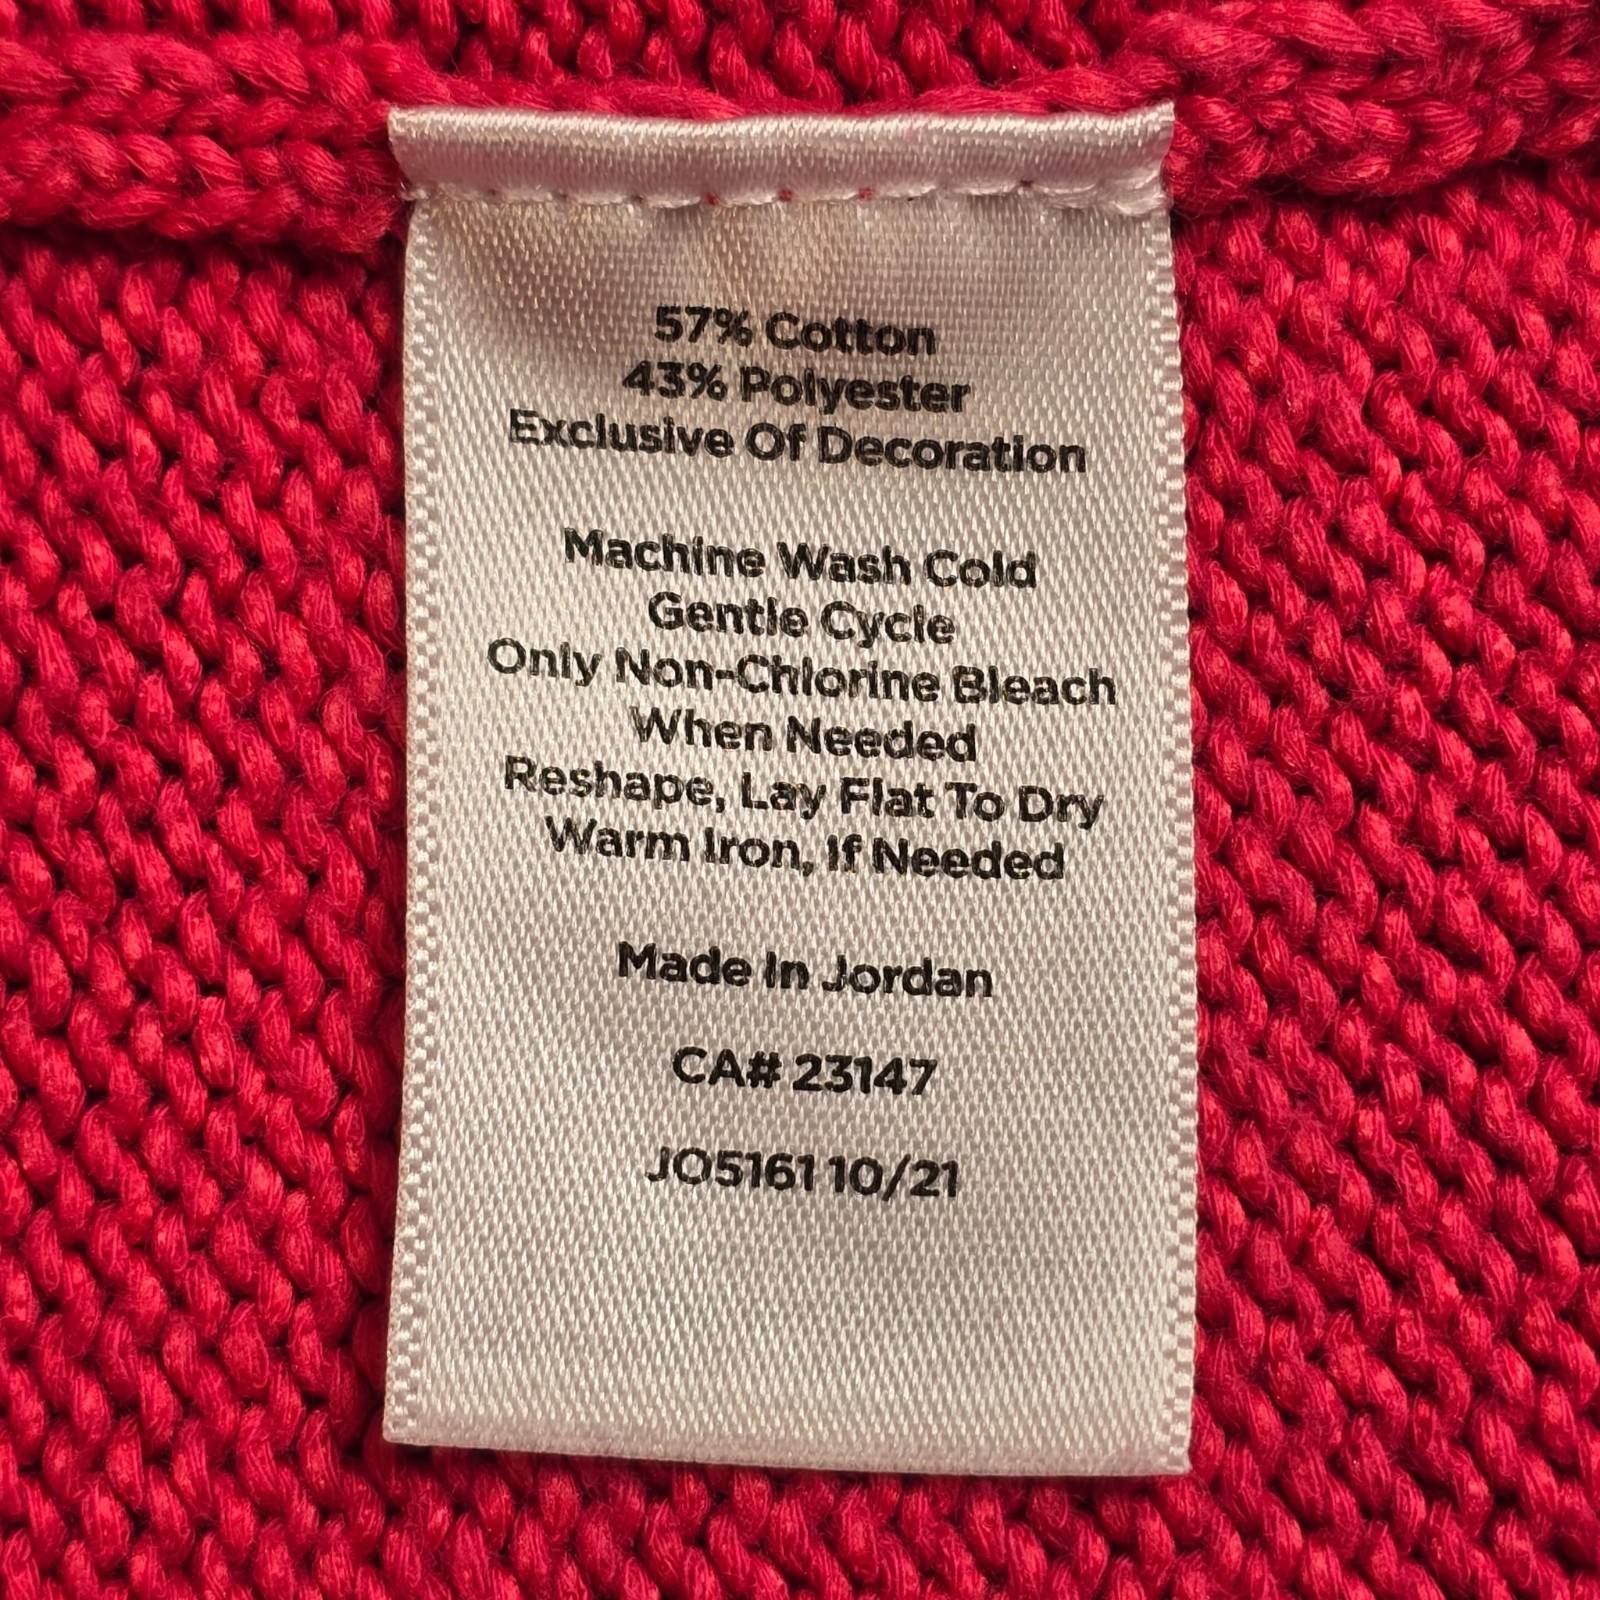 57% Cotton
43% Polyester
Exclusive Of Decoration
Machine Wash Cold
Gentle Cycle
Only Non-Chlorine Bleach
When Needed
Reshape, Lay Flat To Dry
Warm Iron, If Needed
Made In Jordan
CA# 23147
JO5161 10/21